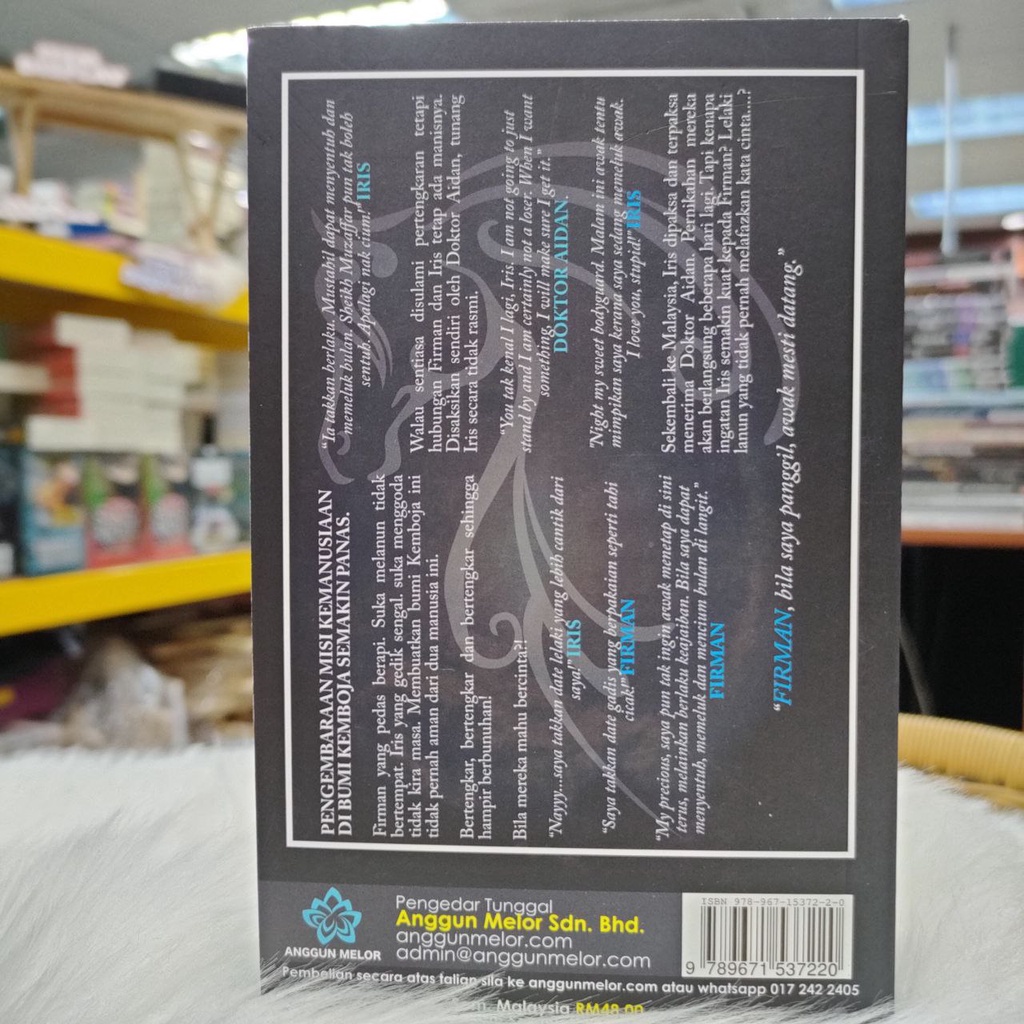 PENGEMBARAAN MISI KEMANUSIAAN
DI BUMI KEMBOJA SEMAKIN PANAS.
Firman yang pedas berapi. Suka melanun tidak
bertempat. Iris yang gedik sengal, suka menggoda
tidak kira masa. Membuatkan bumi Kemboja ini
tidak pernah aman dari dua manusia ini.
Bertengkar, bertengkar dan bertengkar sehingga
hampir berbunuhan!
Bila mereka mahu bercinta?!
"Nayyy...saya takkan date lelaki yang lebih cantik dari
saya!" IRIS
"Saya takkan date gadis yang berpakaian seperti tahi
cicak!" FIRMAN
"My precious, saya pun tak ingin awak menetap di sini
terus, melainkan berlaku keajaiban. Bila saya dapat
menyentuh, memeluk dan mencium bulan di langit."
FIRMAN
"Ia takkan berlaku. Mustahil dapat menyentuh dan
memeluk bulan. Sheikh Muzaffar pun tak boleh
sentuh. Apalagi nak cium!" IRIS
Walau sentiasa disulami pertengkaran tetapi
hubungan Firman dan Iris tetap ada manisnya.
Disaksikan sendiri oleh Doktor Aidan, tunang
Iris secara tidak rasmi.
"You tak kenal I lagi, Iris. I am not going to just
stand by and I am certainly not a loser. When I want
something, I will make sure I get it."
DOKTOR AIDAN
"Night my sweet bodyguard. Malam ini awak tentu
mimpikan saya kerana saya sedang memeluk awak.
I love you, stupid!" IRIS
Sekembali ke Malaysia, Iris dipaksa dan terpaksa
menerima Doktor Aidan. Pernikahan mereka
akan berlangsung beberapa hari lagi. Tapi kenapa
ingatan Iris semakin kuat kepada Firman? Lelaki
lanun yang tidak pernah melafazkan kata cinta....?
"FIRMAN, bila saya panggil, awak mesti datang."
ANGGUN MELOR
Pengedar Tunggal
Anggun Melor Sdn. Bhd.
anggunmelor.com
admin@anggunmelor.com
ISBN 978-967-15372-2-0
9 789671 537220
Pembelian secara atas talian sila ke anggunmelor.com atau whatsapp 017 242 2405
Malaysia RM48.00